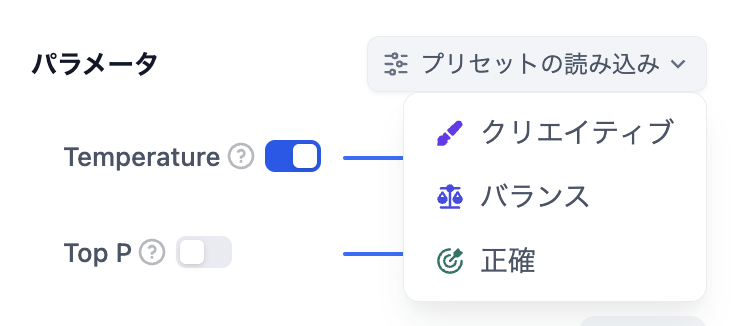 パラメータ
プリセットの読み込み
クリエイティブ
Temperature
バランス
Top P
正確